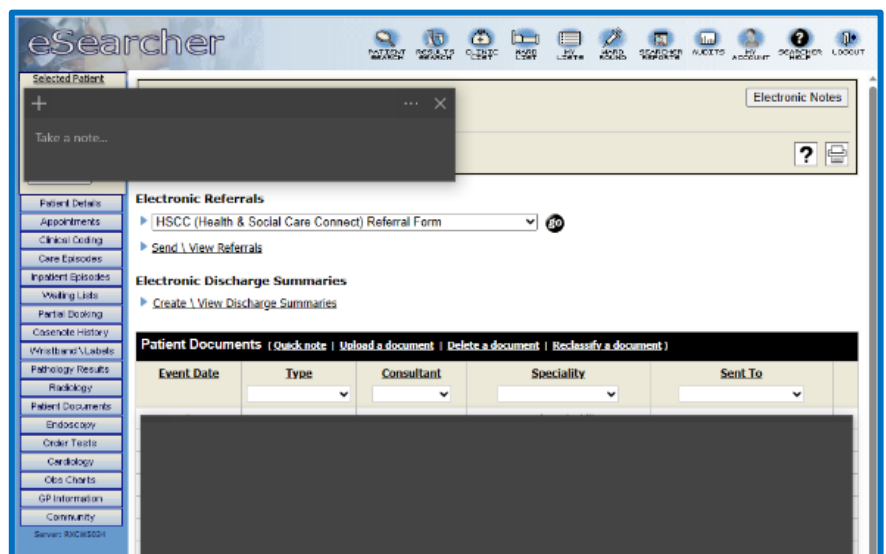 eSearcher
PATIENT SEARCH
RESULTS SEARCH
CLINIC LIST
WARD LIST
MY LISTS
WARD ROUND
SEARCHER REPORTS
AUDITS
MY ACCOUNT
SEARCHER HELP
LOGOUT
Selected Patient
+ ... ×
Take a note...
Electronic Notes
?
Patient Details
Appointments
Clinical Coding
Care Episodes
Inpatient Episodes
Waiting Lists
Partial Booking
Casenote History
Wristband \ Labels
Pathology Results
Radiology
Patient Documents
Endoscopy
Order Tests
Cardiology
Obs Charts
GP Information
Community
Electronic Referrals
HSCC (Health & Social Care Connect) Referral Form go
Send \ View Referrals
Electronic Discharge Summaries
Create \ View Discharge Summaries
Patient Documents ( Quick note | Upload a document | Delete a document | Reclassify a document )
Event Date Type Consultant Speciality Sent To